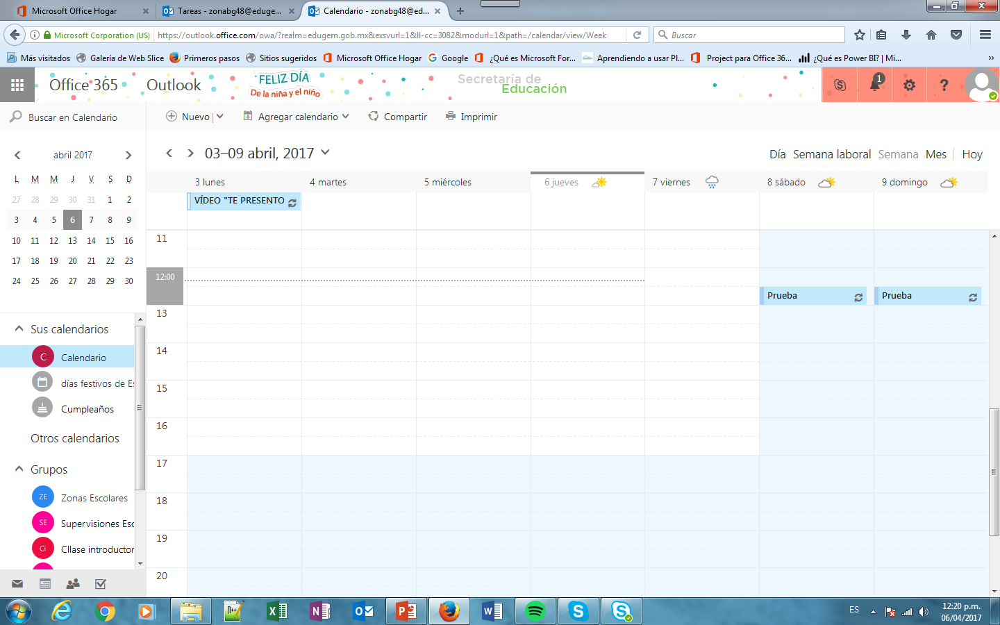 Microsoft Office Hogar
Tareas - zonabg48@eduge...
Calendario - zonabg48@ed...
Microsoft Corporation (US)
https://outlook.office.com/owa/?realm=edugem.gob.mx&exsvurl=1&ll-cc=3082&modurl=1&path=/calendar/view/Week
Buscar
Más visitados
Galería de Web Slice
Primeros pasos
Sitios sugeridos
Microsoft Office Hogar
Google
¿Qué es Microsoft For...
Aprendiendo a usar Pl...
Project para Office 36...
¿Qué es Power BI? | Mi...
Office 365
Outlook
FELIZ DÍA
De la niña y el niño
Secretaría de
Educación
1
?
Buscar en Calendario
Nuevo
Agregar calendario
Compartir
Imprimir
abril 2017
L M M J V S D
27 28 29 30 31 1 2
3 4 5 6 7 8 9
10 11 12 13 14 15 16
17 18 19 20 21 22 23
24 25 26 27 28 29 30
03–09 abril, 2017
Día Semana laboral Semana Mes Hoy
3 lunes
4 martes
5 miércoles
6 jueves
7 viernes
8 sábado
9 domingo
VÍDEO "TE PRESENTO
11
12:00
Prueba
Prueba
13
14
15
16
17
18
19
20
Sus calendarios
C
Calendario
días festivos de Es
Cumpleaños
Otros calendarios
Grupos
ZE
Zonas Escolares
SE
Supervisiones Esc
Ci
Cllase introductor
ES
12:20 p.m.
06/04/2017